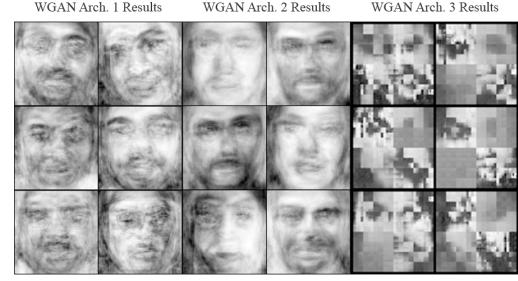 WGAN Arch. 1 Results
WGAN Arch. 2 Results
WGAN Arch. 3 Results